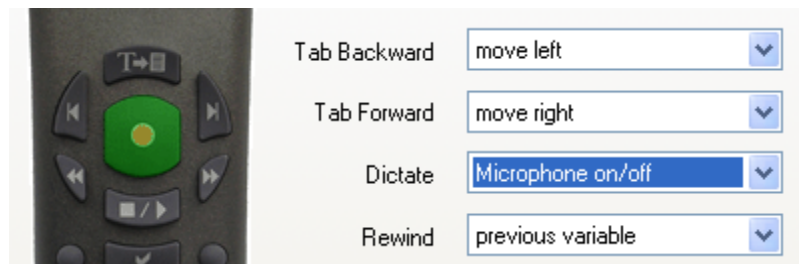 T
Tab Backward move left
Tab Forward move right
Dictate Microphone on/off
Rewind previous variable